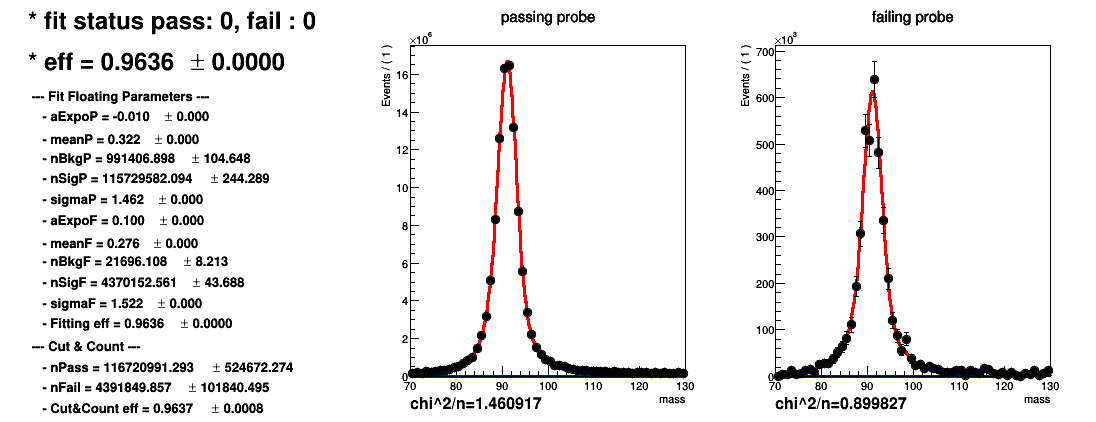 * fit status pass: 0, fail : 0
* eff = 0.9636 ± 0.0000
--- Fit Floating Parameters ---
- aExpoP = -0.010 ± 0.000
- meanP = 0.322 ± 0.000
- nBkgP = 991406.898 ± 104.648
- nSigP = 115729582.094 ± 244.289
- sigmaP = 1.462 ± 0.000
- aExpoF = 0.100 ± 0.000
- meanF = 0.276 ± 0.000
- nBkgF = 21696.108 ± 8.213
- nSigF = 4370152.561 ± 43.688
- sigmaF = 1.522 ± 0.000
- Fitting eff = 0.9636 ± 0.0000
--- Cut & Count ---
- nPass = 116720991.293 ± 524672.274
- nFail = 4391849.857 ± 101840.495
- Cut&Count eff = 0.9637 ± 0.0008
passing probe
×10^6
Events / ( 1 )
16
14
12
10
8
6
4
2
0
70 80 90 100 110 120 130
mass
chi^2/n=1.460917
failing probe
×10^3
Events / ( 1 )
700
600
500
400
300
200
100
0
70 80 90 100 110 120 130
mass
chi^2/n=0.899827